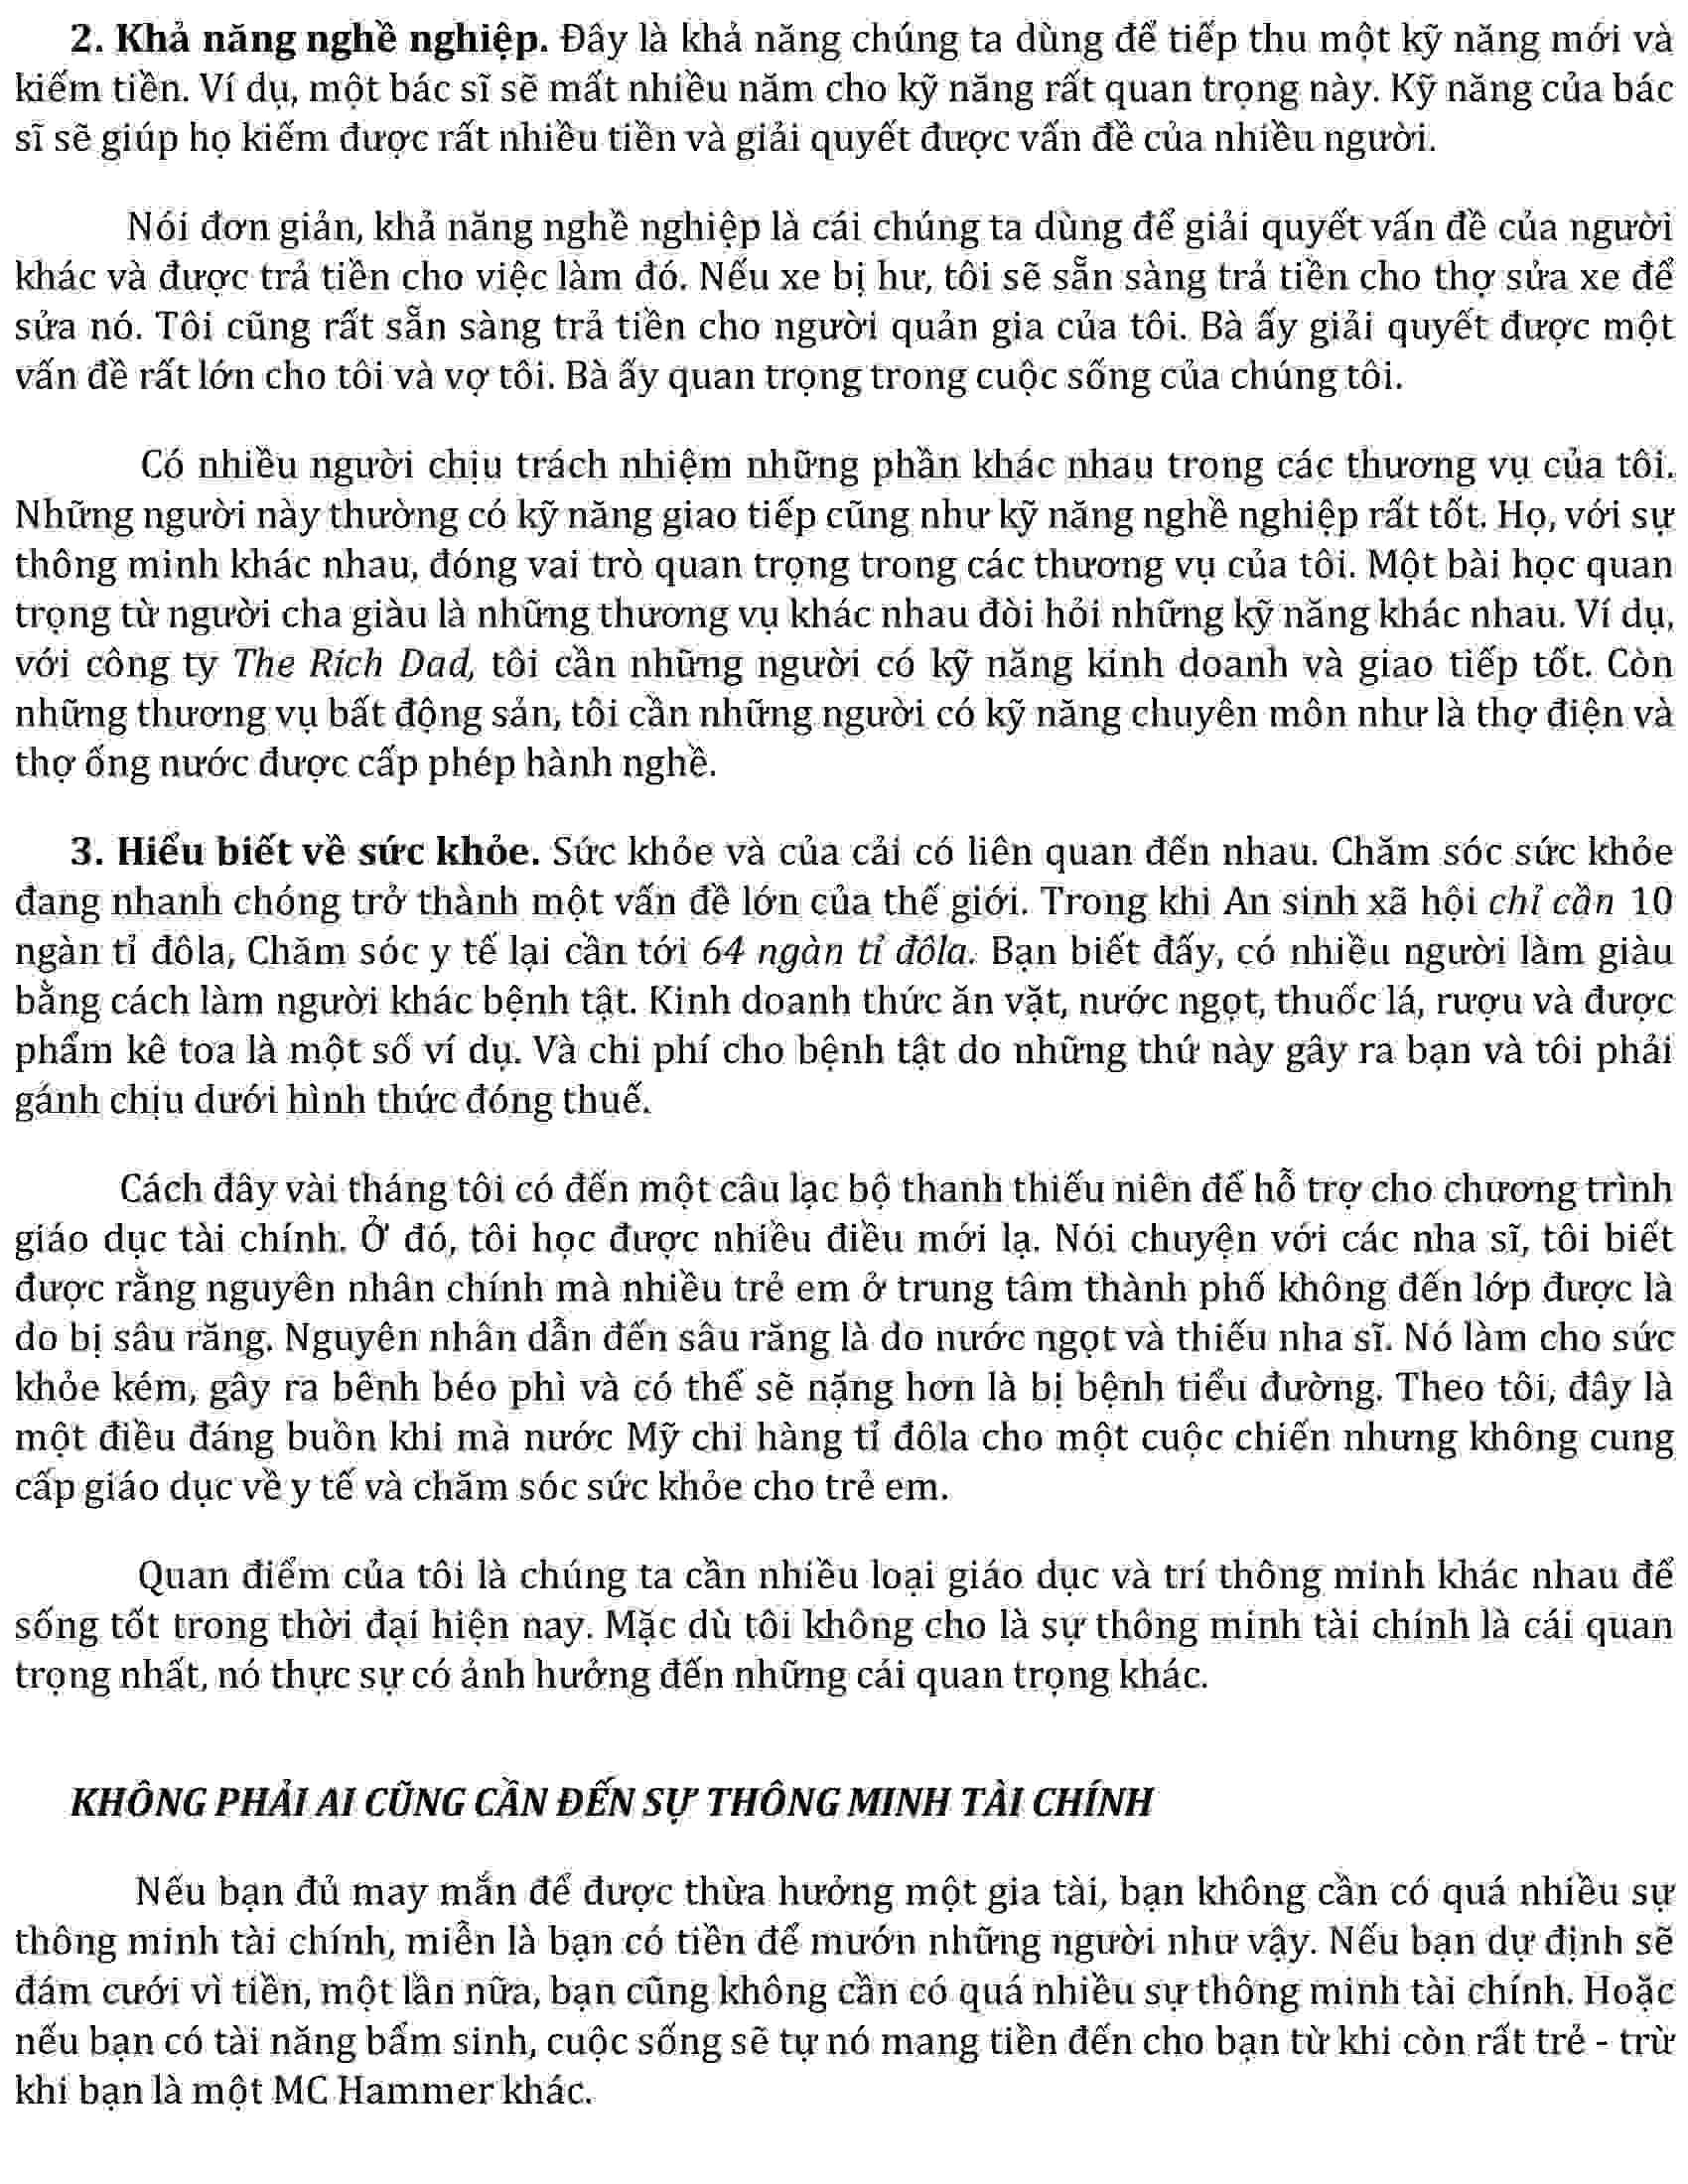 2. Khả năng nghề nghiệp. Đây là khả năng chúng ta dùng để tiếp thu một kỹ năng mới và
kiếm tiền. Ví dụ, một bác sĩ sẽ mất nhiều năm cho kỹ năng rất quan trọng này. Kỹ năng của bác
sĩ sẽ giúp họ kiếm được rất nhiều tiền và giải quyết được vấn đề của nhiều người.
Nói đơn giản, khả năng nghề nghiệp là cái chúng ta dùng để giải quyết vấn đề của người
khác và được trả tiền cho việc làm đó. Nếu xe bị hư, tôi sẽ sẵn sàng trả tiền cho thợ sửa xe để
sửa nó. Tôi cũng rất sẵn sàng trả tiền cho người quản gia của tôi. Bà ấy giải quyết được một
vấn đề rất lớn cho tôi và vợ tôi. Bà ấy quan trọng trong cuộc sống của chúng tôi.
Có nhiều người chịu trách nhiệm những phần khác nhau trong các thương vụ của tôi.
Những người này thường có kỹ năng giao tiếp cũng như kỹ năng nghề nghiệp rất tốt. Họ, với sự
thông minh khác nhau, đóng vai trò quan trọng trong các thương vụ của tôi. Một bài học quan
trọng từ người cha giàu là những thương vụ khác nhau đòi hỏi những kỹ năng khác nhau. Ví dụ,
với công ty The Rich Dad, tôi cần những người có kỹ năng kinh doanh và giao tiếp tốt. Còn
những thương vụ bất động sản, tôi cần những người có kỹ năng chuyên môn như là thợ điện và
thợ ống nước được cấp phép hành nghề.
3. Hiểu biết về sức khỏe. Sức khỏe và của cải có liên quan đến nhau. Chăm sóc sức khỏe
đang nhanh chóng trở thành một vấn đề lớn của thế giới. Trong khi An sinh xã hội chỉ cần 10
ngàn tỉ đôla, Chăm sóc y tế lại cần tới 64 ngàn tỉ đôla. Bạn biết đấy, có nhiều người làm giàu
bằng cách làm người khác bệnh tật. Kinh doanh thức ăn vặt, nước ngọt, thuốc lá, rượu và dược
phẩm kê toa là một số ví dụ. Và chi phí cho bệnh tật do những thứ này gây ra bạn và tôi phải
gánh chịu dưới hình thức đóng thuế.
Cách đây vài tháng tôi có đến một câu lạc bộ thanh thiếu niên để hỗ trợ cho chương trình
giáo dục tài chính. Ở đó, tôi học được nhiều điều mới lạ. Nói chuyện với các nha sĩ, tôi biết
được rằng nguyên nhân chính mà nhiều trẻ em ở trung tâm thành phố không đến lớp được là
do bị sâu răng. Nguyên nhân dẫn đến sâu răng là do nước ngọt và thiếu nha sĩ. Nó làm cho sức
khỏe kém, gây ra bênh béo phì và có thể sẽ nặng hơn là bị bệnh tiểu đường. Theo tôi, đây là
một điều đáng buồn khi mà nước Mỹ chi hàng tỉ đôla cho một cuộc chiến nhưng không cung
cấp giáo dục về y tế và chăm sóc sức khỏe cho trẻ em.
Quan điểm của tôi là chúng ta cần nhiều loại giáo dục và trí thông minh khác nhau để
sống tốt trong thời đại hiện nay. Mặc dù tôi không cho là sự thông minh tài chính là cái quan
trọng nhất, nó thực sự có ảnh hưởng đến những cái quan trọng khác.
KHÔNG PHẢI AI CŨNG CẦN ĐẾN SỰ THÔNG MINH TÀI CHÍNH
Nếu bạn đủ may mắn để được thừa hưởng một gia tài, bạn không cần có quá nhiều sự
thông minh tài chính, miễn là bạn có tiền để mướn những người như vậy. Nếu bạn dự định sẽ
đám cưới vì tiền, một lần nữa, bạn cũng không cần có quá nhiều sự thông minh tài chính. Hoặc
nếu bạn có tài năng bẩm sinh, cuộc sống sẽ tự nó mang tiền đến cho bạn từ khi còn rất trẻ - trừ
khi bạn là một MC Hammer khác.